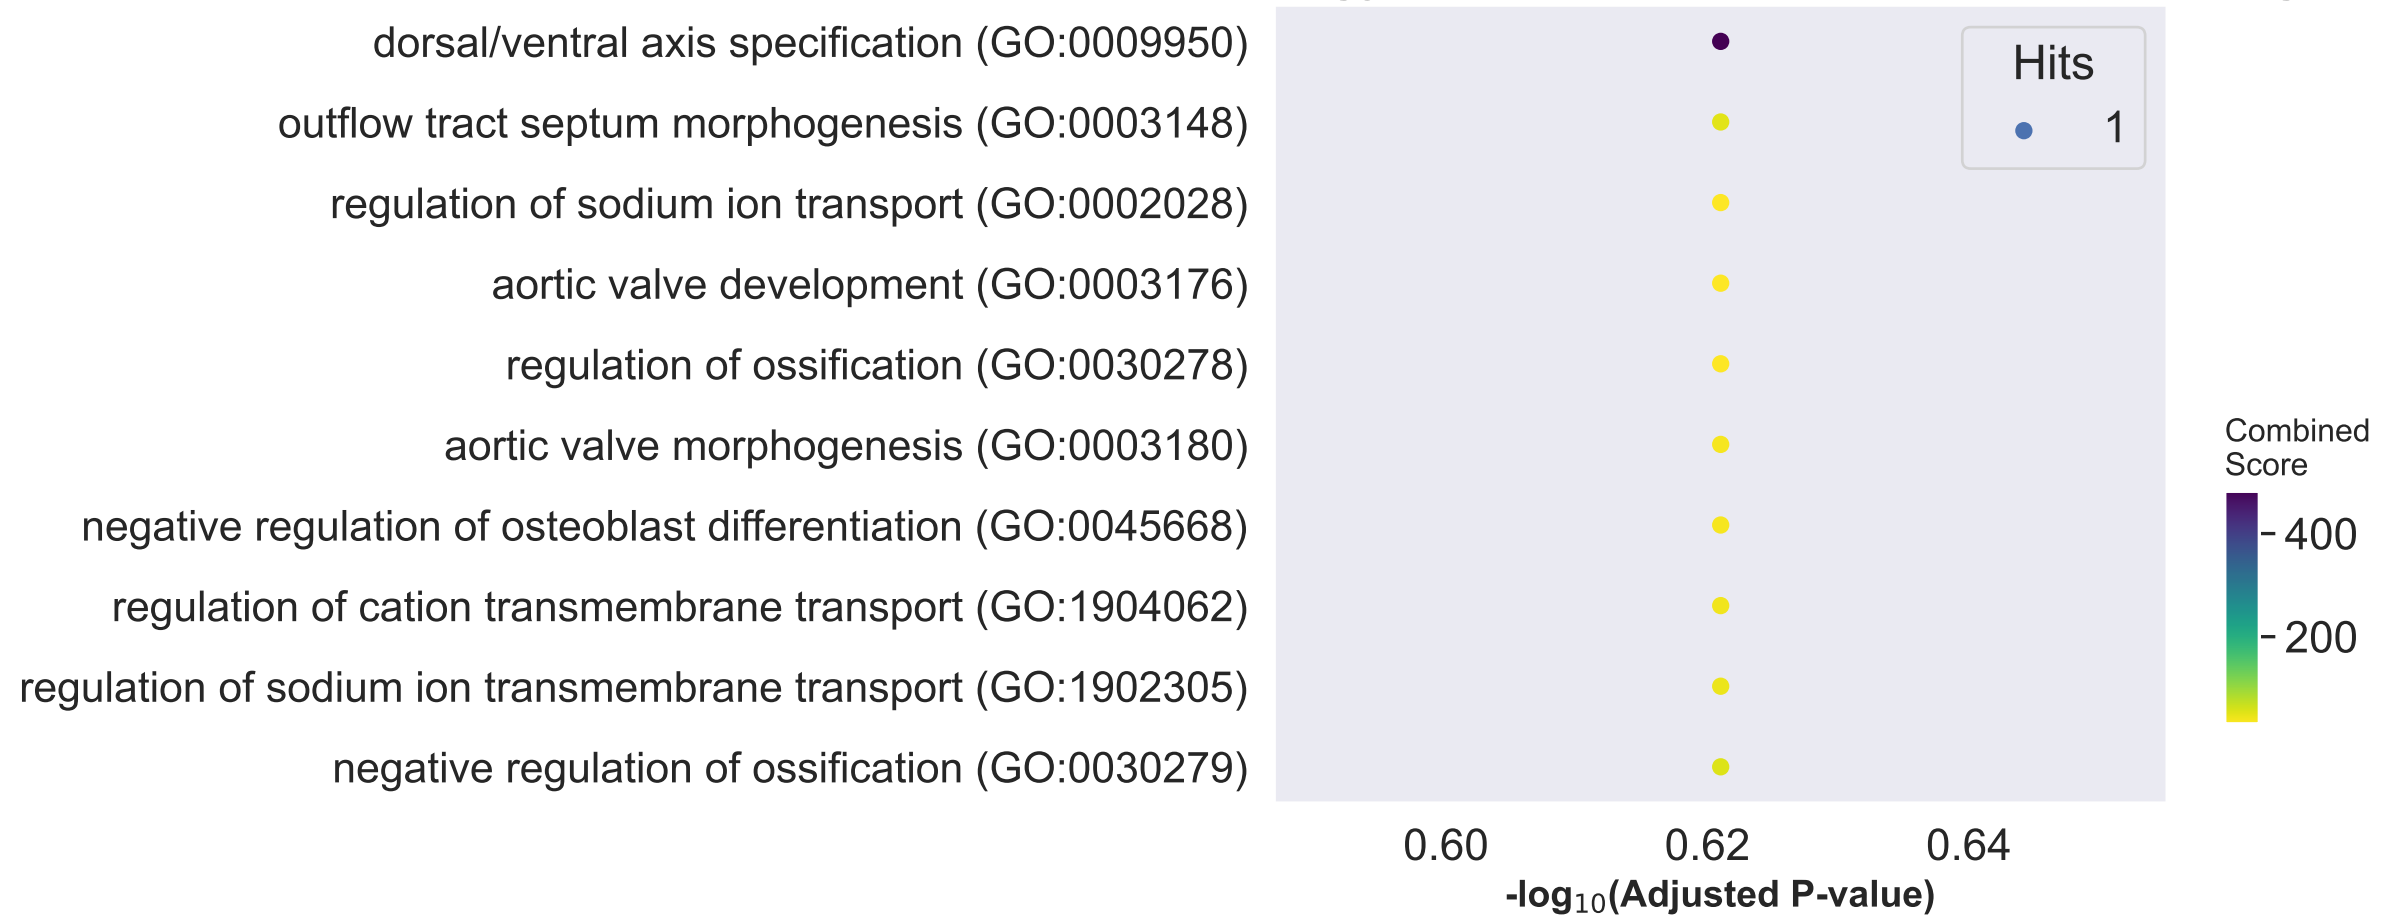 dorsal/ventral axis specification (GO:0009950)
outflow tract septum morphogenesis (GO:0003148)
regulation of sodium ion transport (GO:0002028)
aortic valve development (GO:0003176)
regulation of ossification (GO:0030278)
aortic valve morphogenesis (GO:0003180)
negative regulation of osteoblast differentiation (GO:0045668)
regulation of cation transmembrane transport (GO:1904062)
regulation of sodium ion transmembrane transport (GO:1902305)
negative regulation of ossification (GO:0030279)
Hits
1
Combined
Score
400
200
0.60 0.62 0.64
-log₁₀(Adjusted P-value)